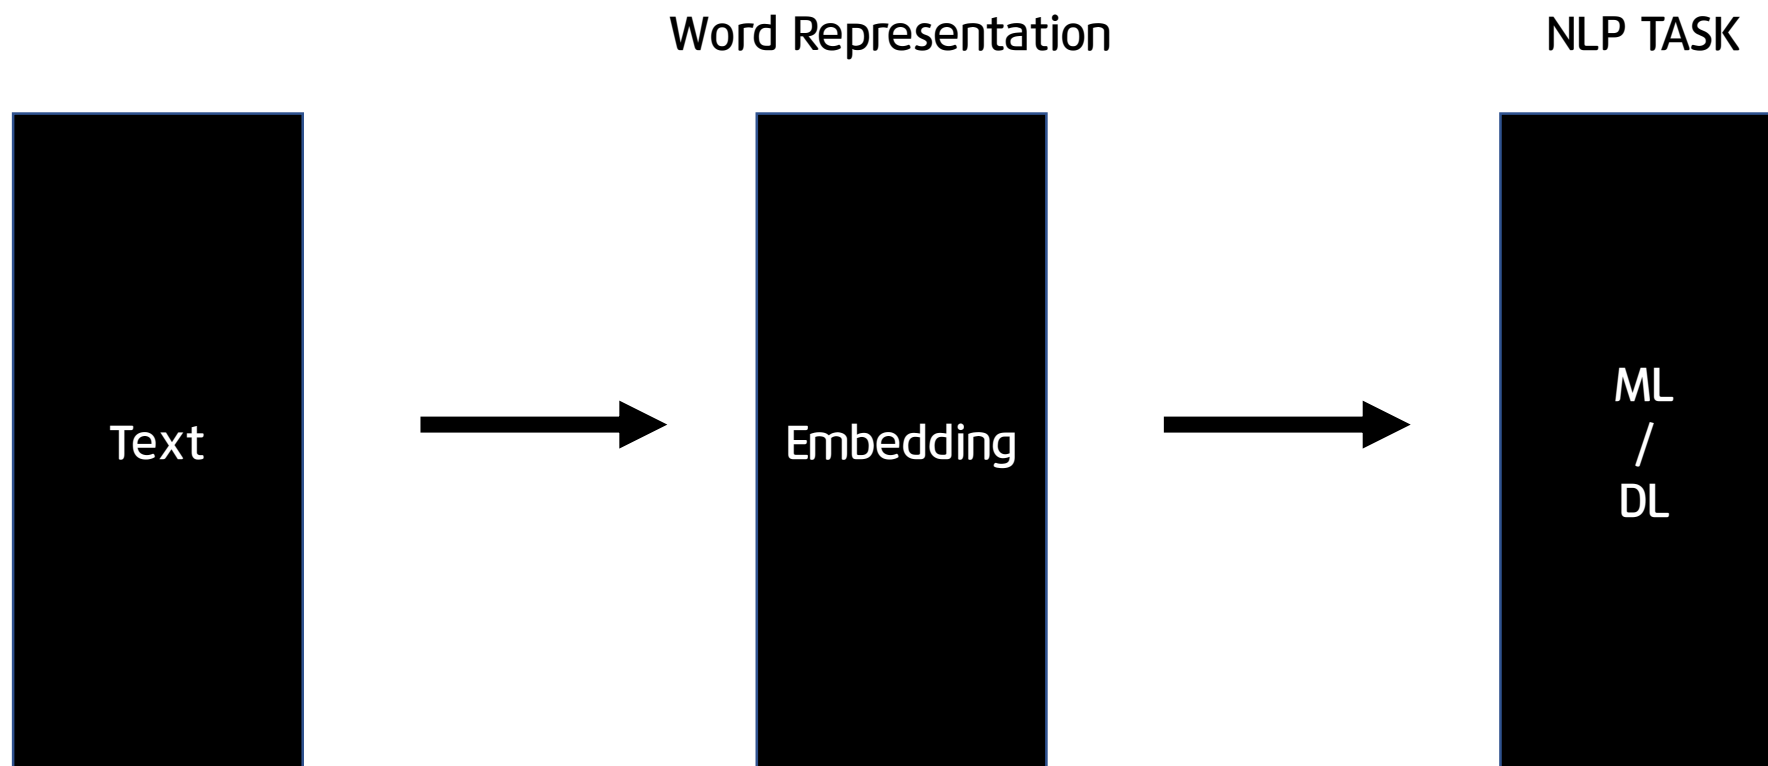 Word Representation
NLP TASK
Text
Embedding
ML
/
DL